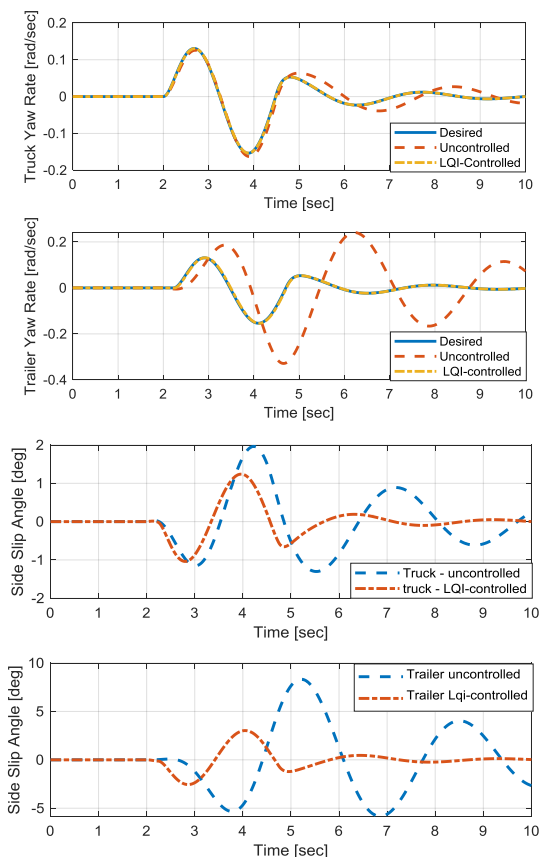 Truck Yaw Rate [rad/sec]
0.2
0.1
0
-0.1
-0.2
0 1 2 3 4 5 6 7 8 9 10
Time [sec]
Desired
Uncontrolled
LQI-Controlled
Trailer Yaw Rate [rad/sec]
0.2
0
-0.2
-0.4
0 1 2 3 4 5 6 7 8 9 10
Time [sec]
Desired
Uncontrolled
LQI-controlled
Side Slip Angle [deg]
2
1
0
-1
-2
0 1 2 3 4 5 6 7 8 9 10
Time [sec]
Truck - uncontrolled
truck - LQI-controlled
Side Slip Angle [deg]
10
5
0
-5
0 1 2 3 4 5 6 7 8 9 10
Time [sec]
Trailer uncontrolled
Trailer Lqi-controlled